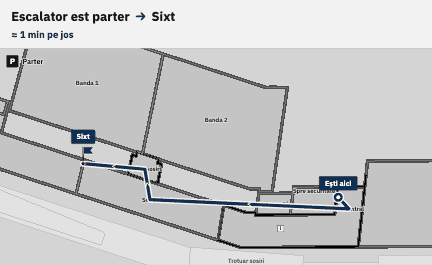 Escalator est parter → Sixt
≈ 1 min pe jos
P Parter
Banda 1
Banda 2
Sixt
Spre securitate
Ești aici
Trotuar sosiri